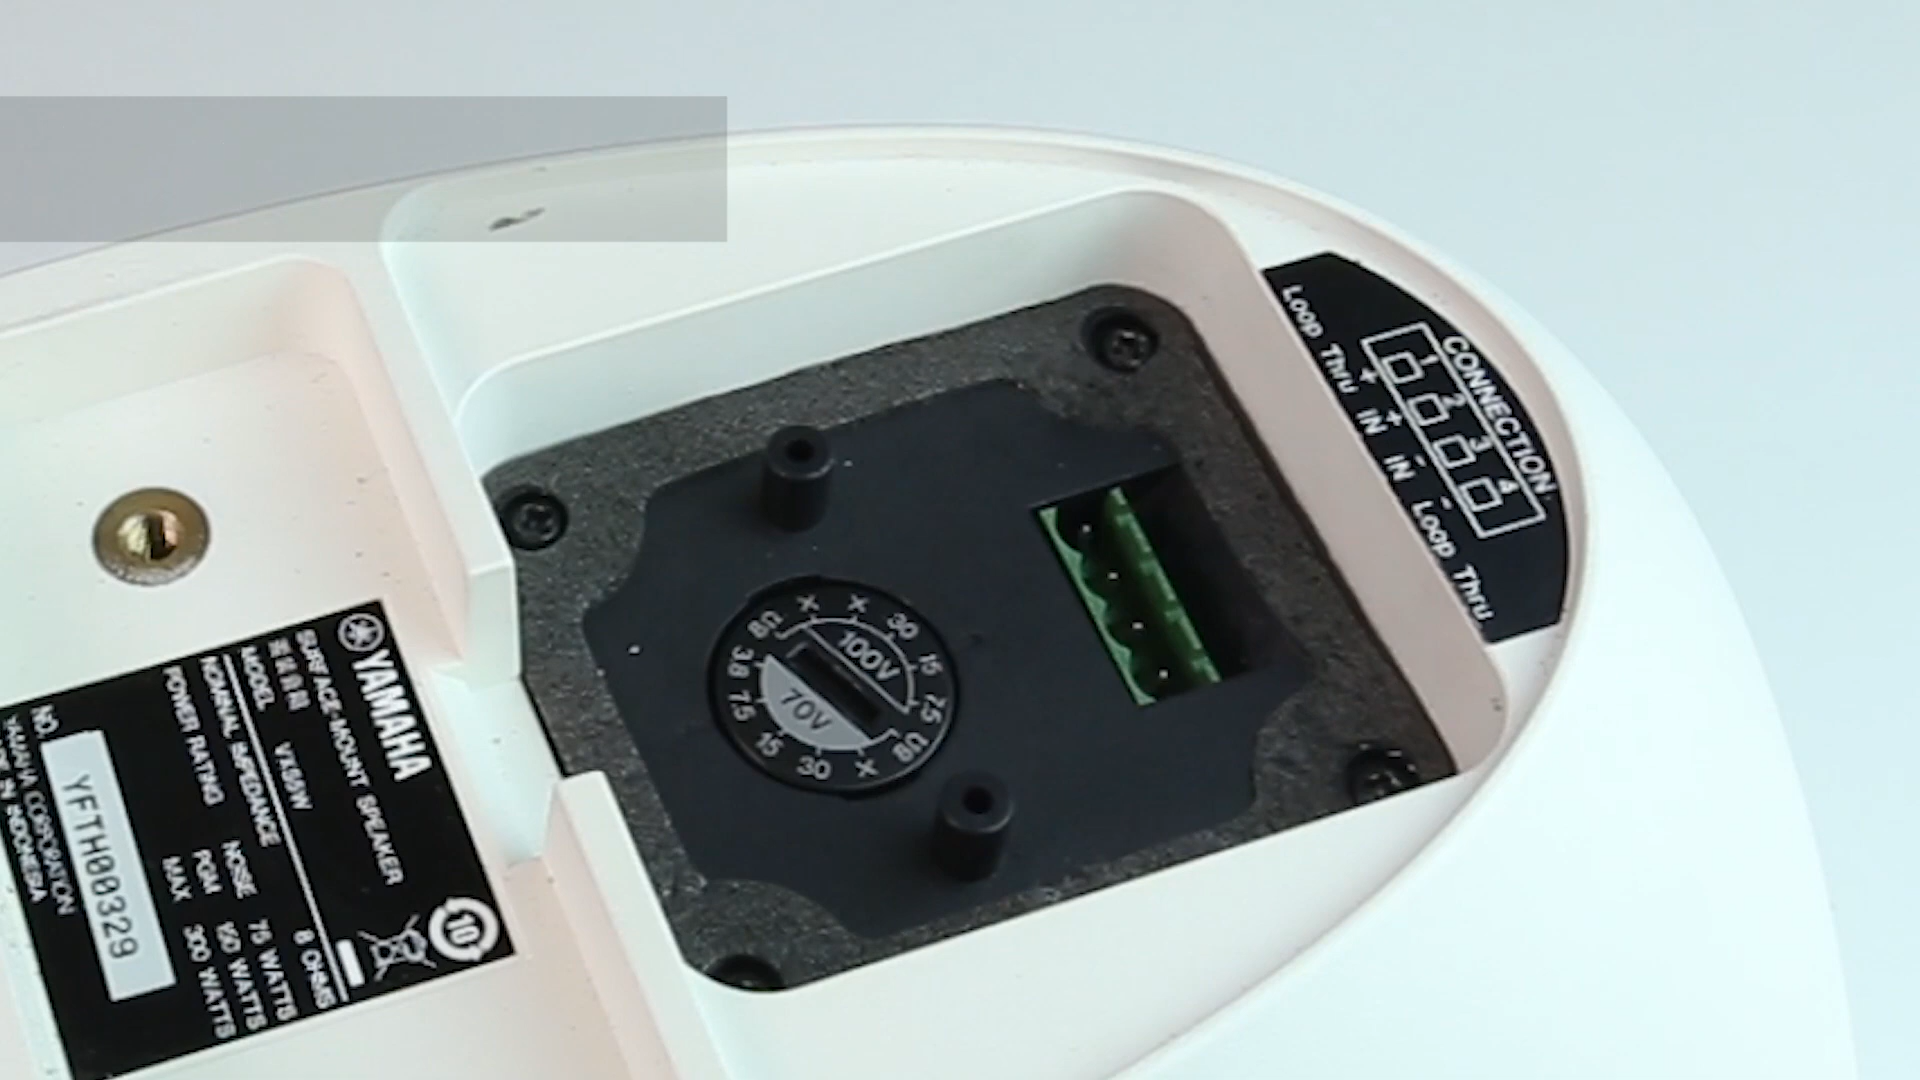 CONNECTION
1 2 3 4
+ + - -
Loop Thru IN IN Loop Thru
100V
X 30 15 7.5 8Ω
70V
X 30 15 7.5 3.8 X 8Ω
YAMAHA
SURFACE-MOUNT SPEAKER
MODEL VXS5W
NOMINAL IMPEDANCE 8 OHMS
POWER RATING NOISE 75 WATTS
PGM 150 WATTS
MAX 300 WATTS
10
NO. YFTH00329
YAMAHA CORPORATION
MADE IN INDONESIA